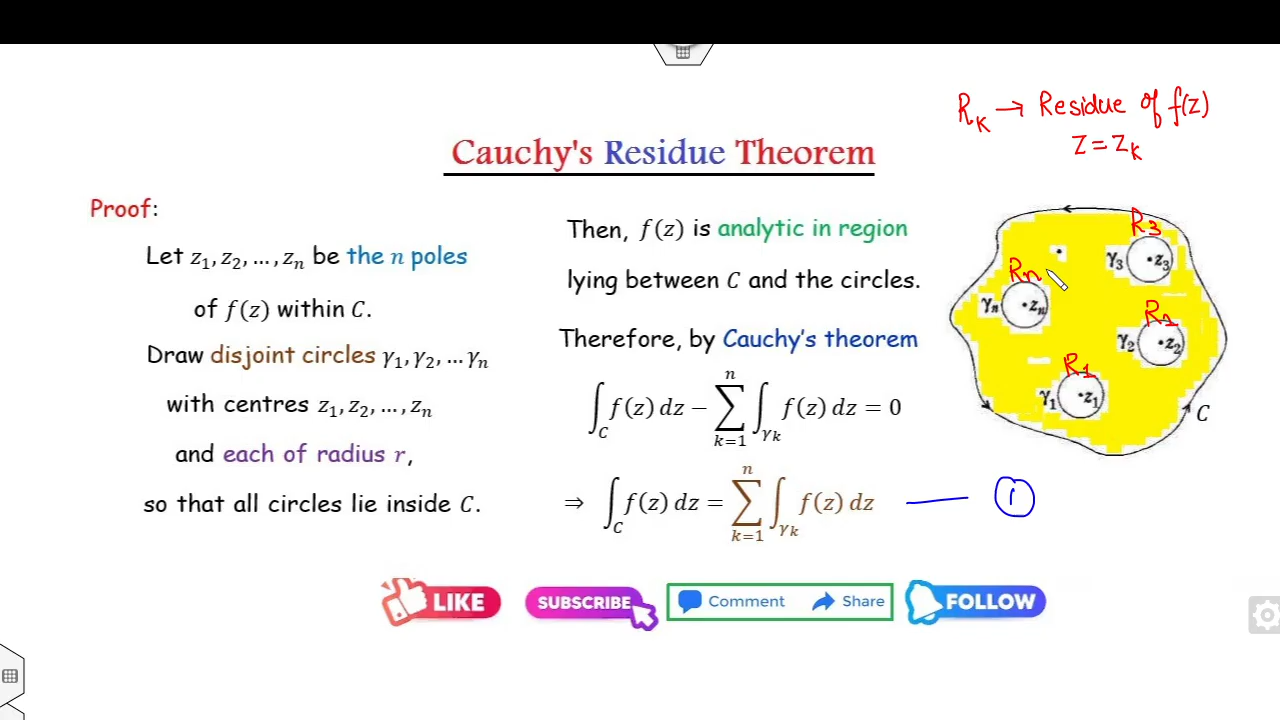 R_K → Residue of f(z)
z = z_K
Cauchy's Residue Theorem
Proof:
Let z₁, z₂, ..., zₙ be the n poles
of f(z) within C.
Draw disjoint circles γ₁, γ₂, ... γₙ
with centres z₁, z₂, ..., zₙ
and each of radius r,
so that all circles lie inside C.
Then, f(z) is analytic in region
lying between C and the circles.
Therefore, by Cauchy's theorem
∫_C f(z) dz − ∑_{k=1}^{n} ∫_{γₖ} f(z) dz = 0
⇒ ∫_C f(z) dz = ∑_{k=1}^{n} ∫_{γₖ} f(z) dz —— ①
R3
γ₃ z₃
Rn
γₙ zₙ
R2
γ₂ z₂
R1
γ₁ z₁
C
LIKE
SUBSCRIBE
Comment
Share
FOLLOW